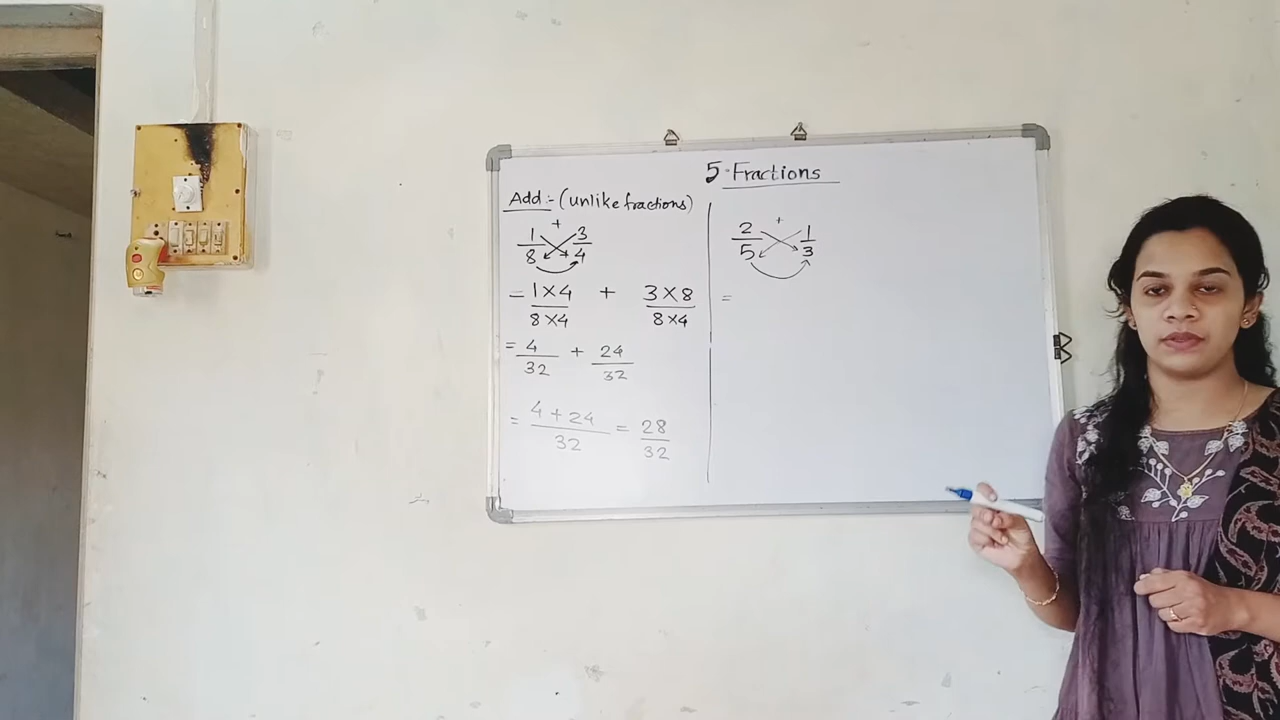 5. Fractions
Add:- (unlike fractions)
1/8 + 3/4
= 1×4/8×4 + 3×8/8×4
= 4/32 + 24/32
= 4+24/32 = 28/32
2/5 + 1/3
=